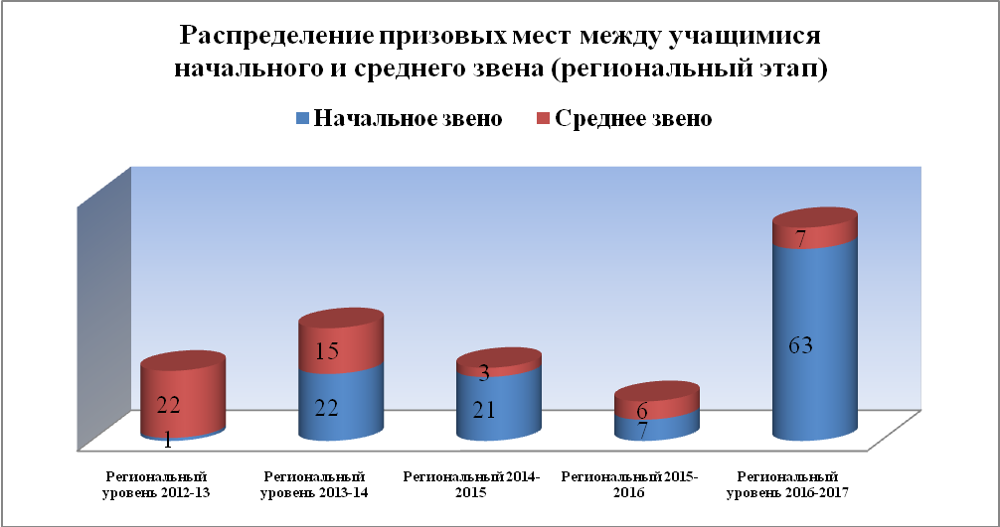 Распределение призовых мест между учащимися
начального и среднего звена (региональный этап)
Начальное звено Среднее звено
22
1
15
22
3
21
6
7
7
63
Региональный
уровень 2012-13
Региональный
уровень 2013-14
Региональный 2014-
2015
Региональный 2015-
2016
Региональный
уровень 2016-2017